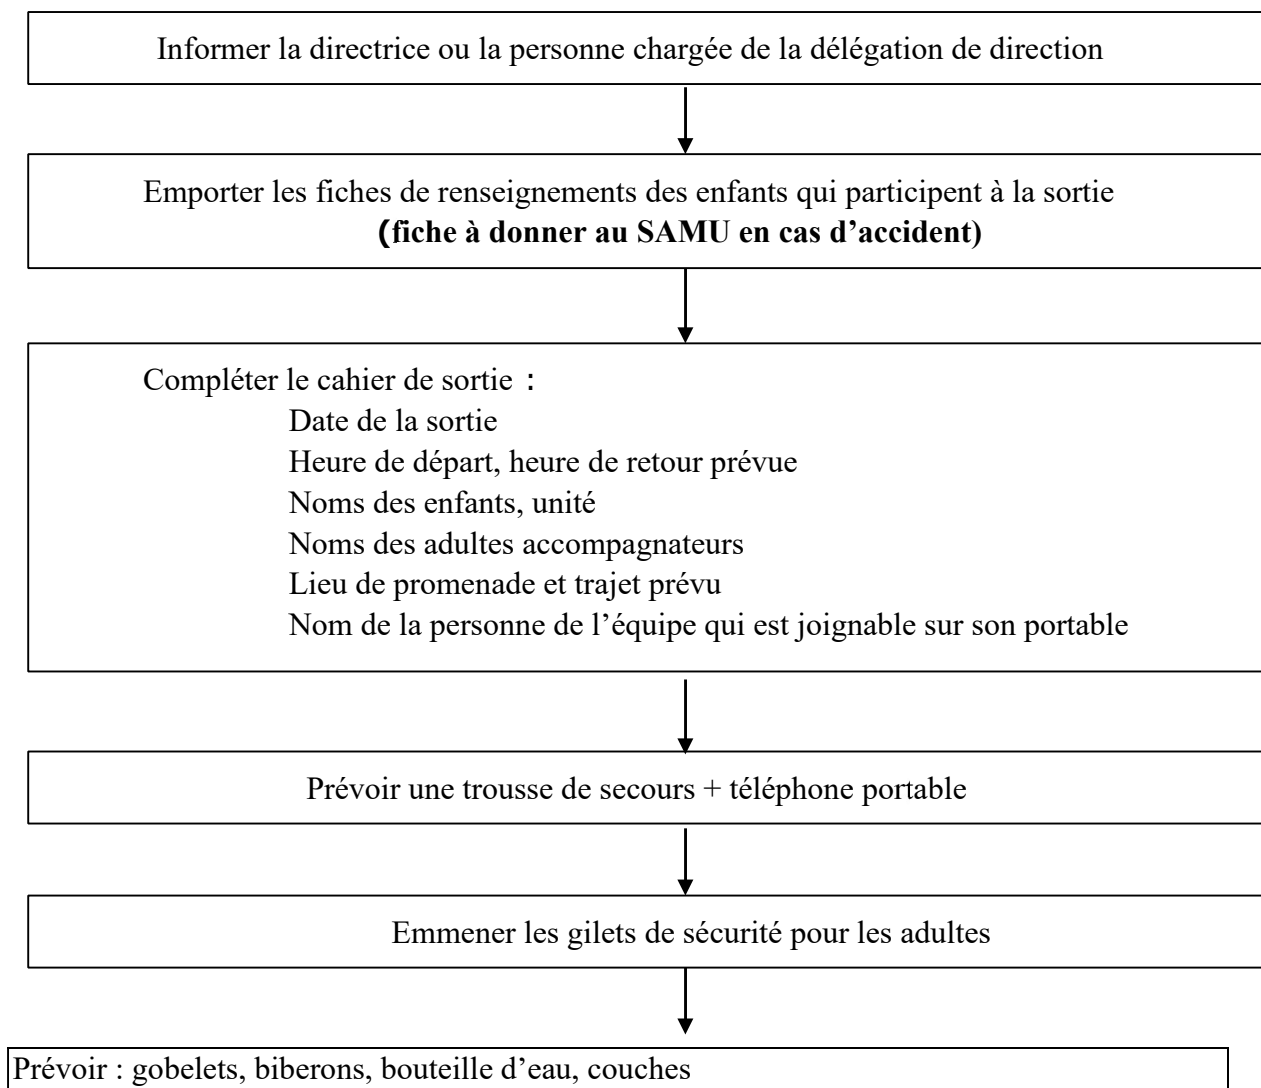 Informer la directrice ou la personne chargée de la délégation de direction
Emporter les fiches de renseignements des enfants qui participent à la sortie
(fiche à donner au SAMU en cas d’accident)
Compléter le cahier de sortie :
Date de la sortie
Heure de départ, heure de retour prévue
Noms des enfants, unité
Noms des adultes accompagnateurs
Lieu de promenade et trajet prévu
Nom de la personne de l’équipe qui est joignable sur son portable
Prévoir une trousse de secours + téléphone portable
Emmener les gilets de sécurité pour les adultes
Prévoir : gobelets, biberons, bouteille d’eau, couches